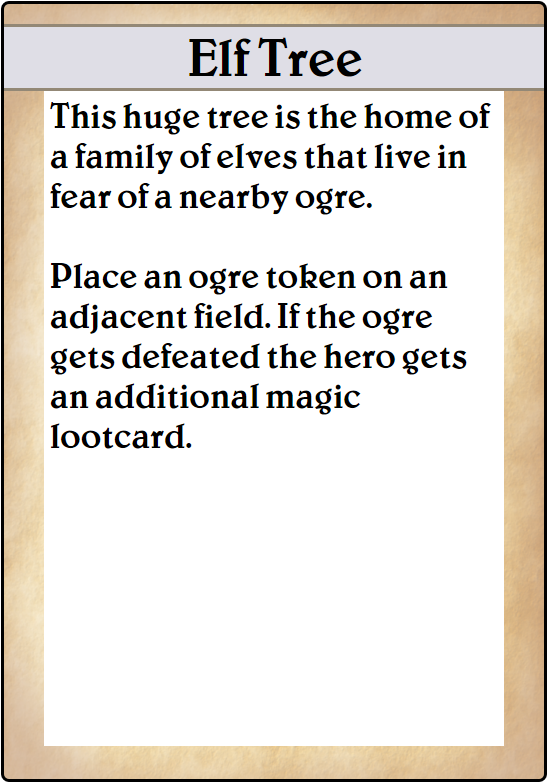 Elf Tree
This huge tree is the home of
a family of elves that live in
fear of a nearby ogre.
Place an ogre token on an
adjacent field. If the ogre
gets defeated the hero gets
an additional magic
lootcard.